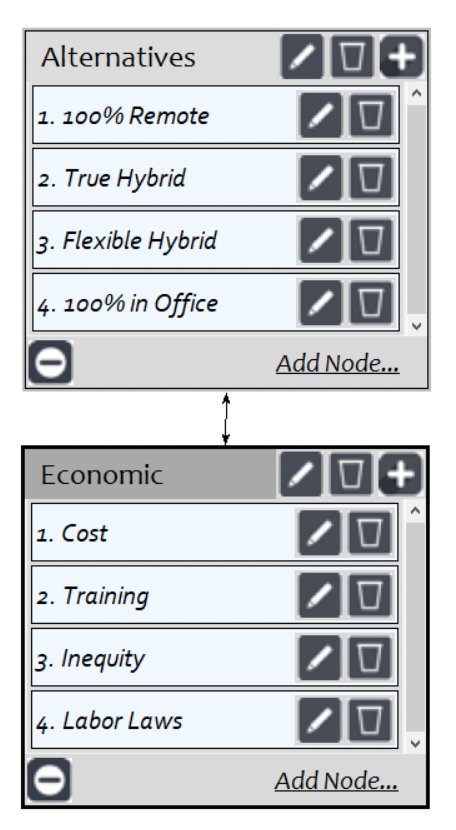 Alternatives
1. 100% Remote
2. True Hybrid
3. Flexible Hybrid
4. 100% in Office
Add Node...
Economic
1. Cost
2. Training
3. Inequity
4. Labor Laws
Add Node...